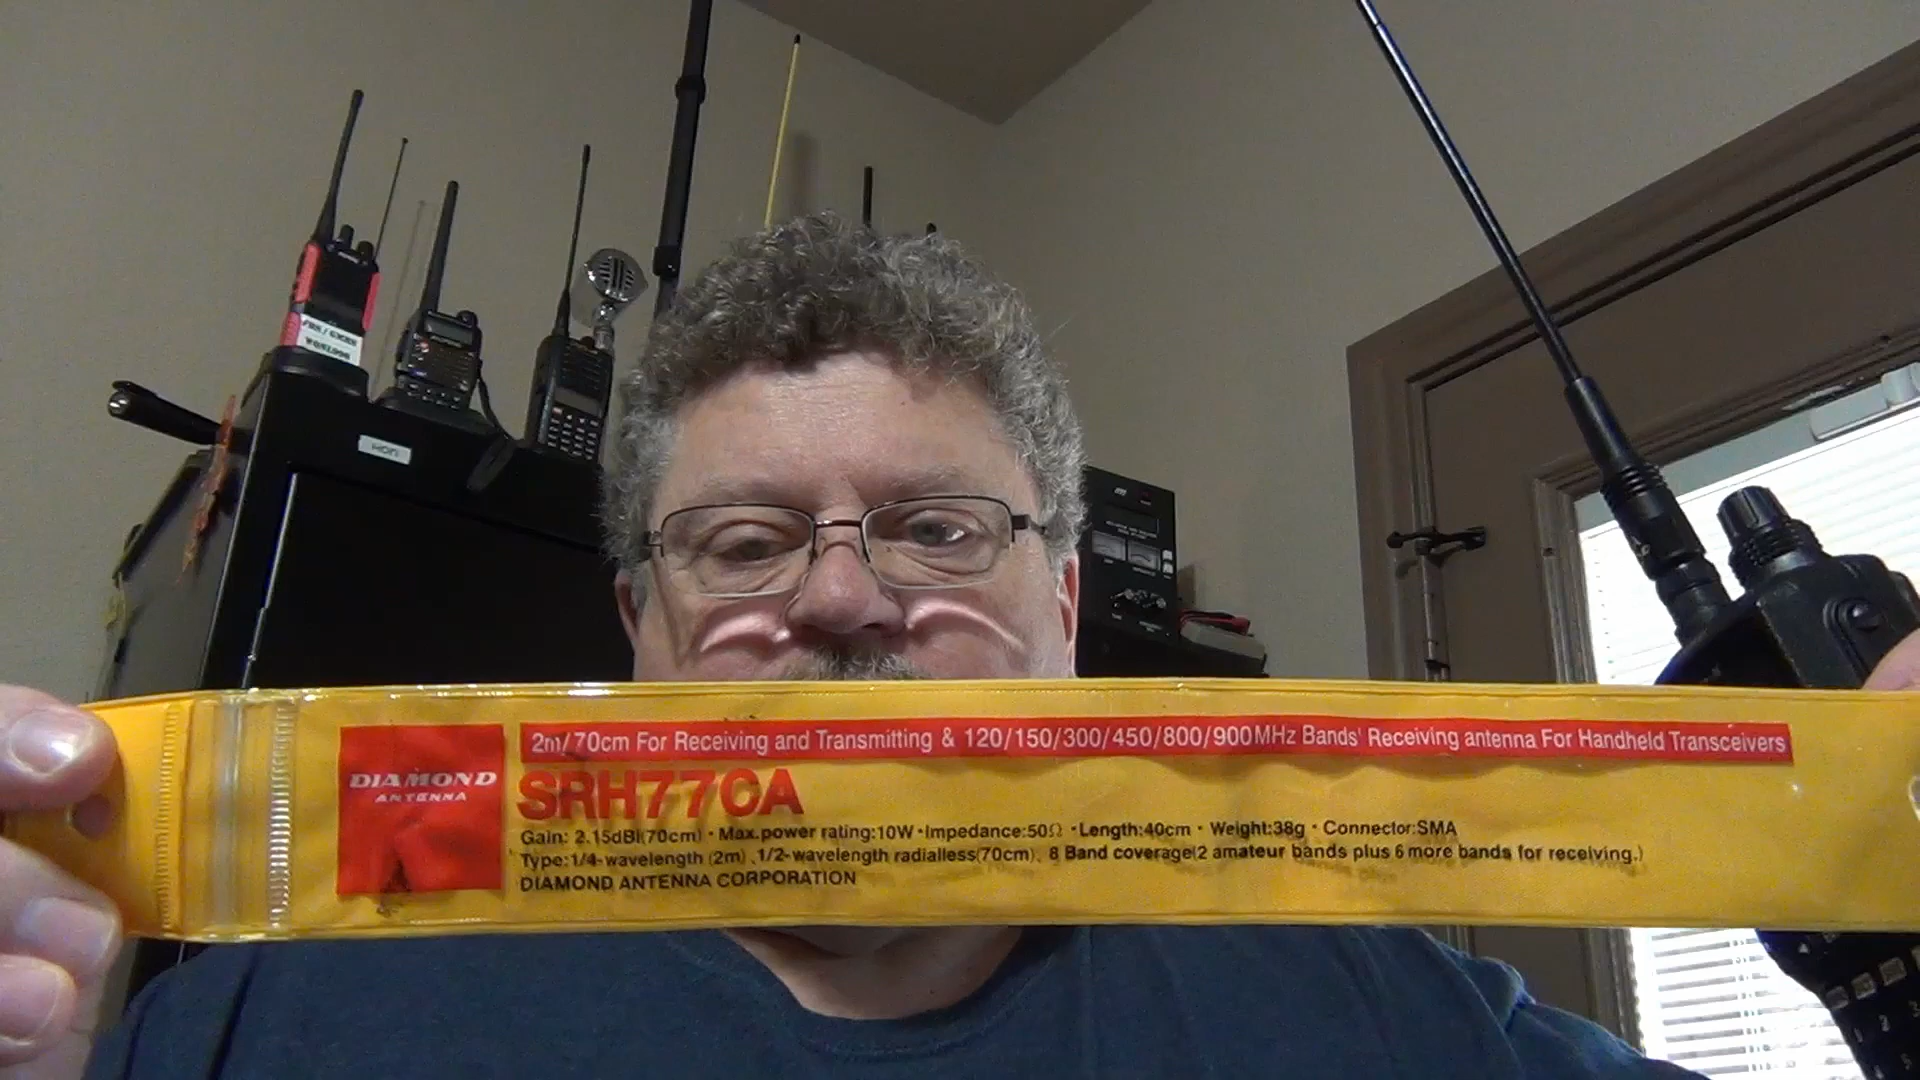 HON
DIAMOND
ANTENNA
2m/70cm For Receiving and Transmitting & 120/150/300/450/800/900MHz Bands' Receiving antenna For Handheld Transceivers
SRH77CA
Gain: 2.15dBi(70cm) · Max.power rating:10W · Impedance:50Ω · Length:40cm · Weight:38g · Connector:SMA
Type:1/4-wavelength (2m), 1/2-wavelength radialless(70cm), 8 Band coverage(2 amateur bands plus 6 more bands for receiving.)
DIAMOND ANTENNA CORPORATION